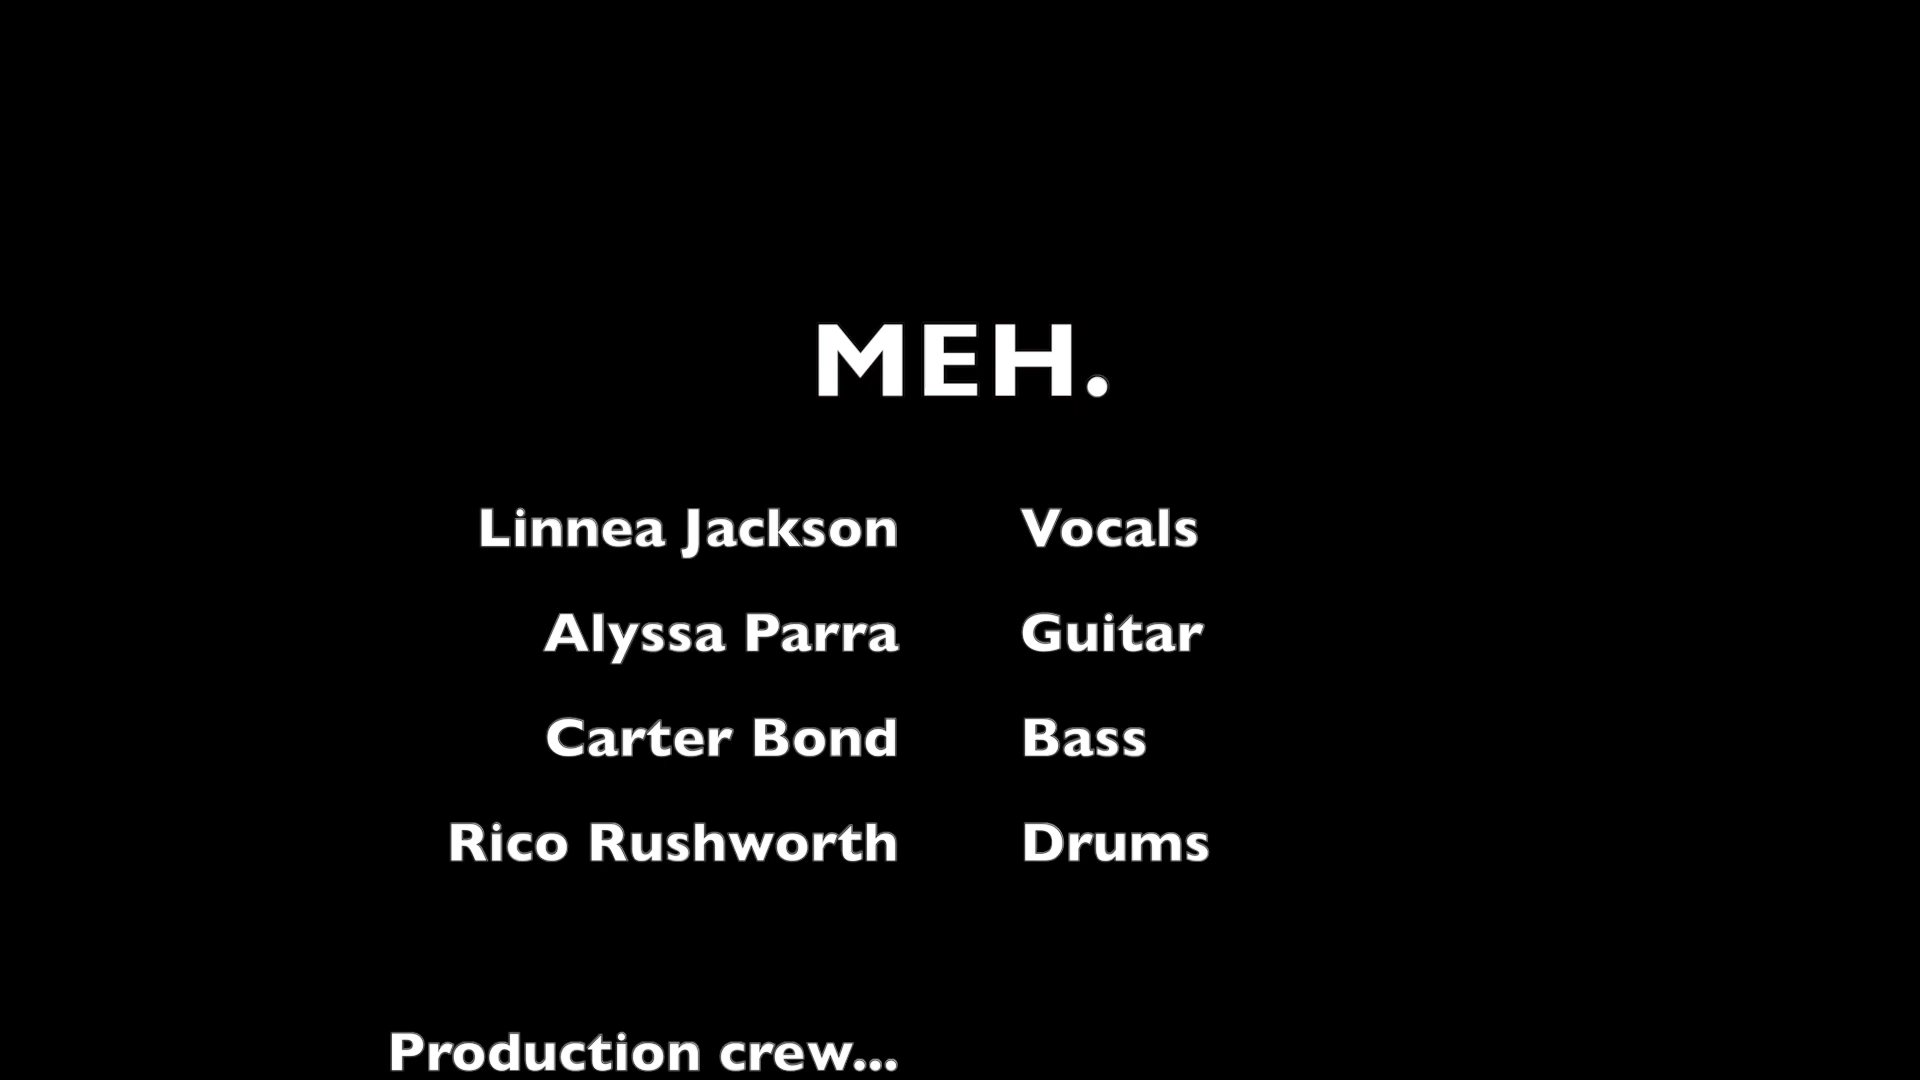 MEH.
Linnea Jackson Vocals
Alyssa Parra Guitar
Carter Bond Bass
Rico Rushworth Drums
Production crew...